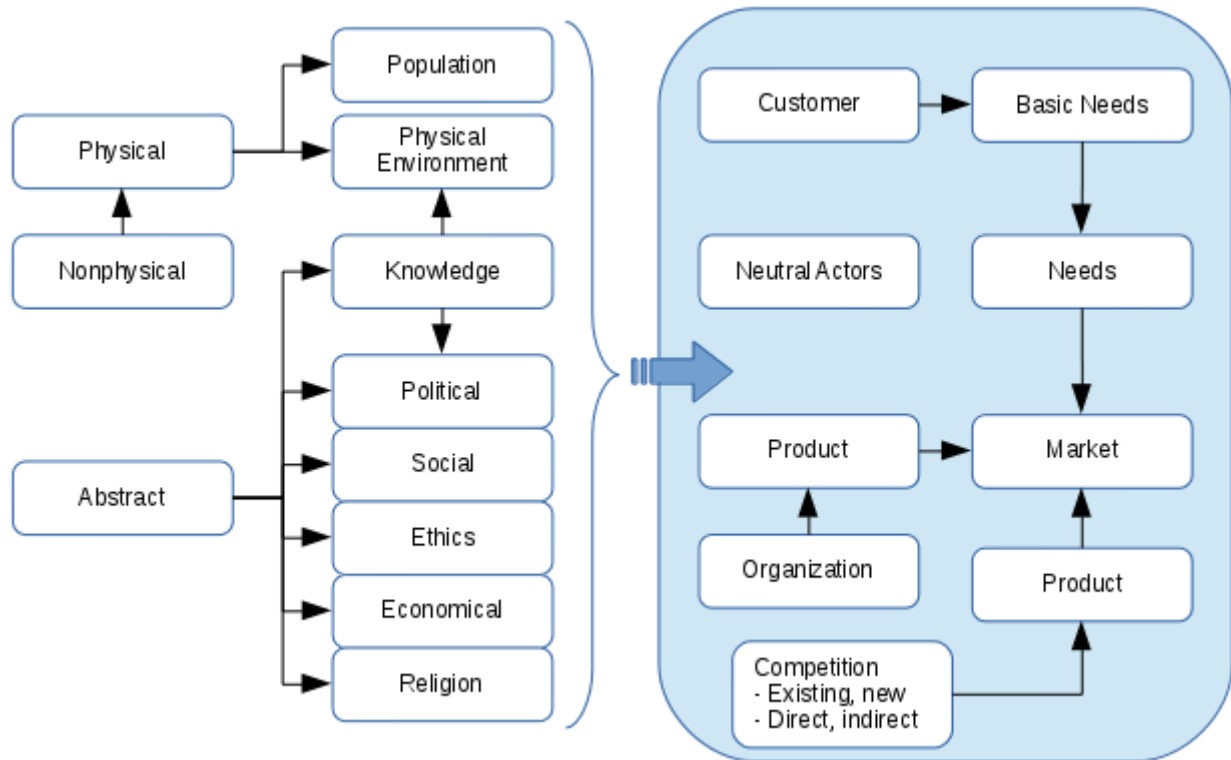 Physical
Nonphysical
Abstract
Population
Physical
Environment
Knowledge
Political
Social
Ethics
Economical
Religion
Customer
Basic Needs
Neutral Actors
Needs
Product
Market
Organization
Product
Competition
- Existing, new
- Direct, indirect